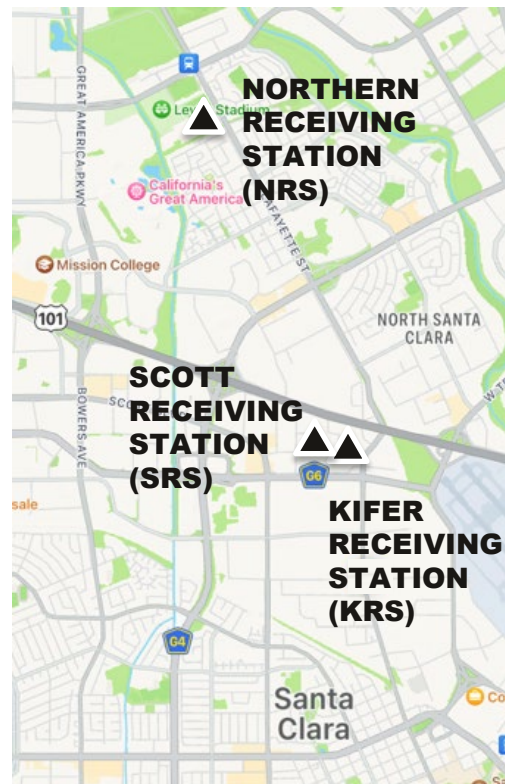 NORTHERN
RECEIVING
STATION
(NRS)
GREAT AMERICA PKWY
Stadium
California's
Great America
LAFAYETTE ST
Mission College
101
NORTH SANTA
CLARA
SCOTT
RECEIVING
STATION
(SRS)
BOWERS AVE
W T
G6
sale
KIFER
RECEIVING
STATION
(KRS)
G4
Santa
Clara
Co